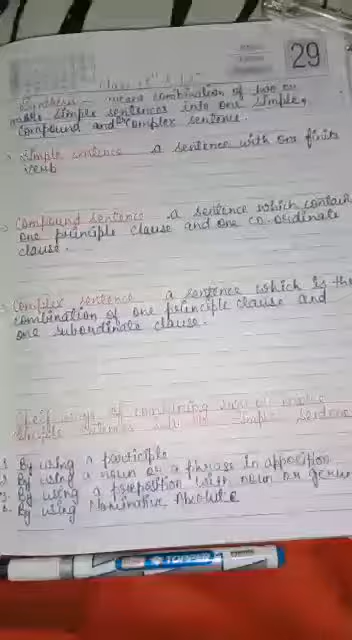 29
Synthesis - means combination of two or
more simple sentences into one simple,
compound and complex sentence.
simple sentence a sentence with one finite
verb
compound sentence a sentence which contain
one principle clause and one co-ordinate
clause.
complex sentence a sentence which is the
combination of one principle clause and
one subordinate clause.
ways of combining two or more
simple sentences simple sentence
1. By using a participle
2. By using a noun or a phrase in apposition
3. By using a preposition with noun or gerun
4. By using Nominative Absolute